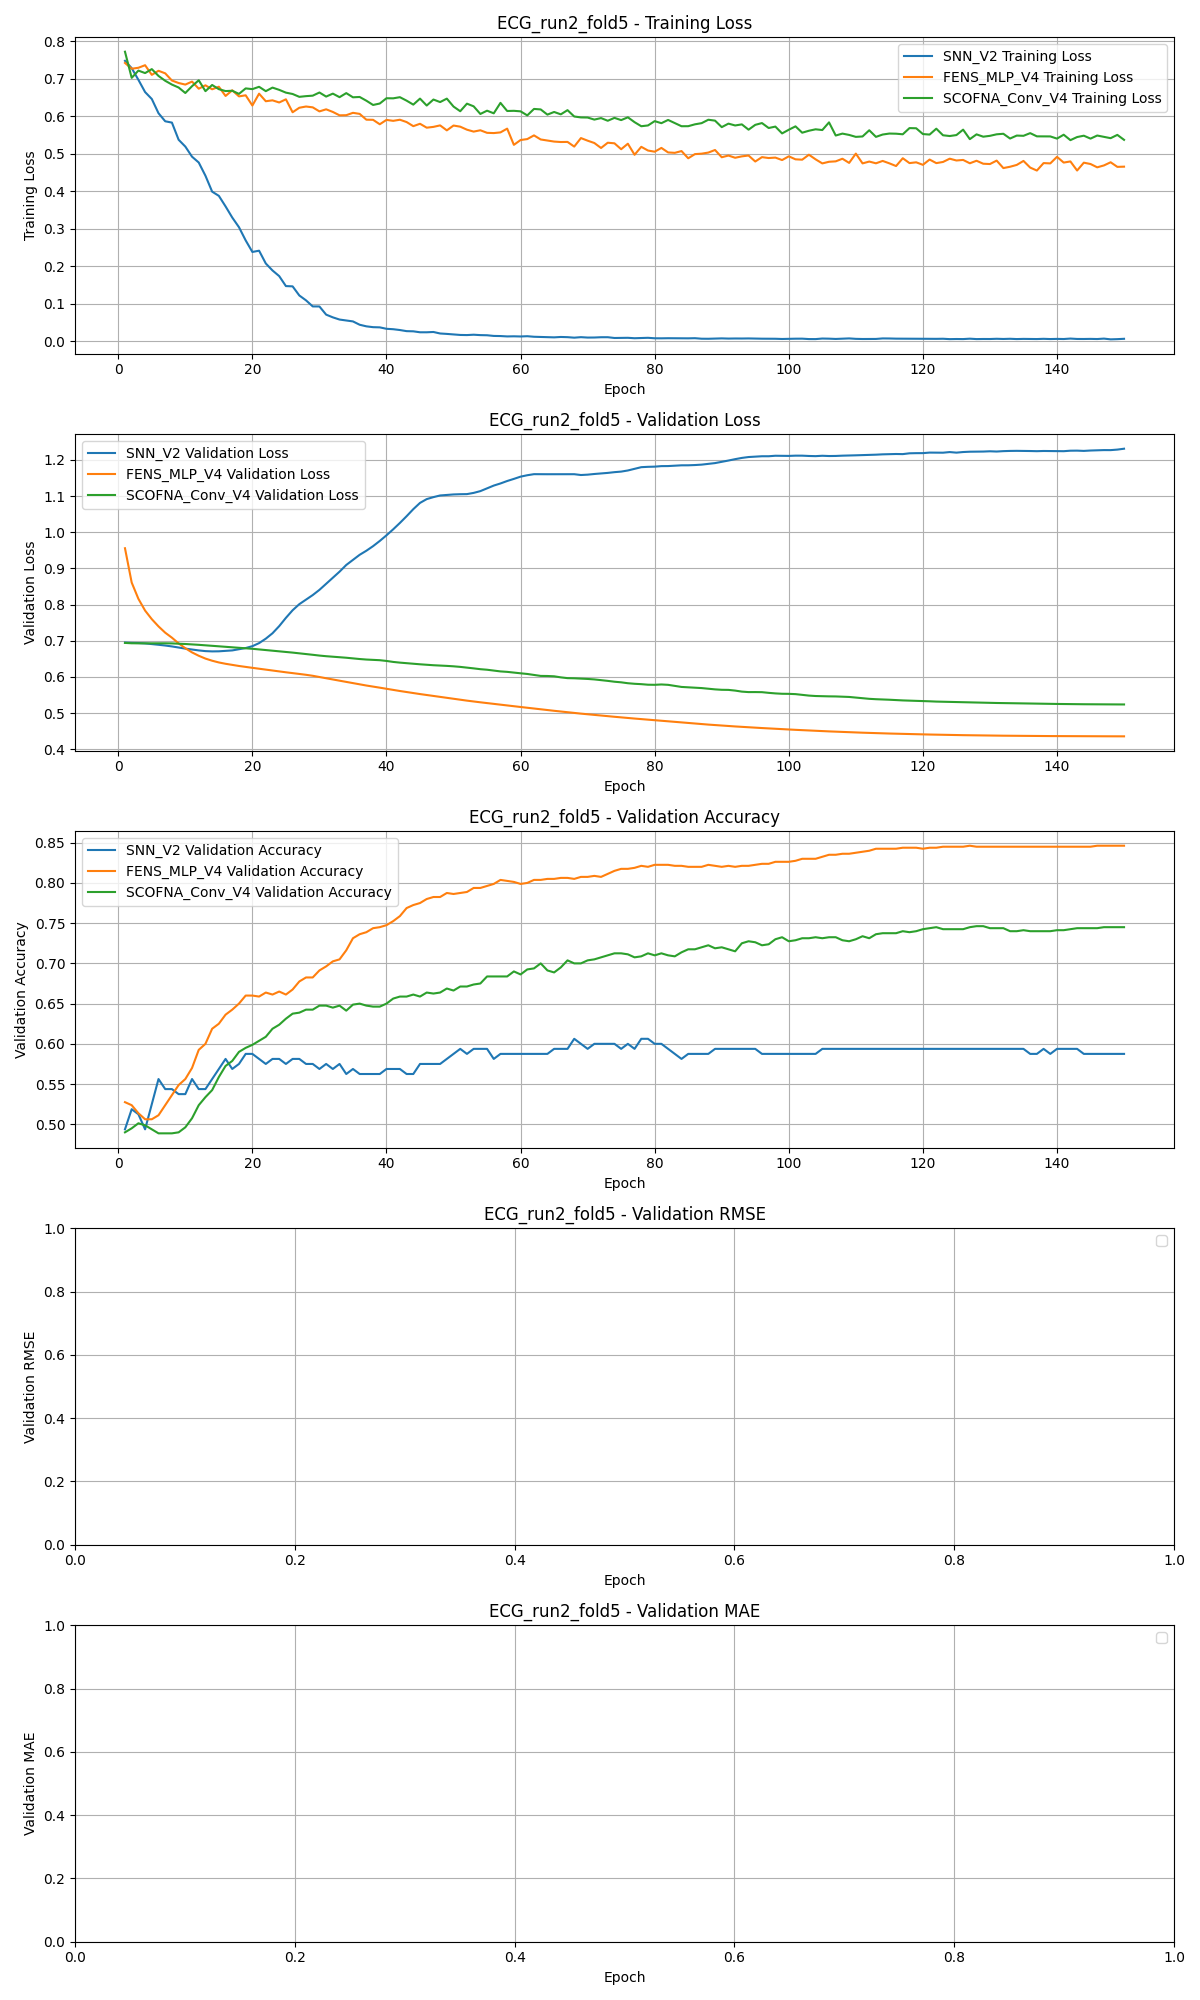 ECG_run2_fold5 - Training Loss
Training Loss
0.8
0.7
0.6
0.5
0.4
0.3
0.2
0.1
0.0
SNN_V2 Training Loss
FENS_MLP_V4 Training Loss
SCOFNA_Conv_V4 Training Loss
0 20 40 60 80 100 120 140
Epoch
ECG_run2_fold5 - Validation Loss
Validation Loss
1.2
1.1
1.0
0.9
0.8
0.7
0.6
0.5
0.4
SNN_V2 Validation Loss
FENS_MLP_V4 Validation Loss
SCOFNA_Conv_V4 Validation Loss
0 20 40 60 80 100 120 140
Epoch
ECG_run2_fold5 - Validation Accuracy
Validation Accuracy
0.85
0.80
0.75
0.70
0.65
0.60
0.55
0.50
SNN_V2 Validation Accuracy
FENS_MLP_V4 Validation Accuracy
SCOFNA_Conv_V4 Validation Accuracy
0 20 40 60 80 100 120 140
Epoch
ECG_run2_fold5 - Validation RMSE
Validation RMSE
1.0
0.8
0.6
0.4
0.2
0.0
0.0 0.2 0.4 0.6 0.8 1.0
Epoch
ECG_run2_fold5 - Validation MAE
Validation MAE
1.0
0.8
0.6
0.4
0.2
0.0
0.0 0.2 0.4 0.6 0.8 1.0
Epoch